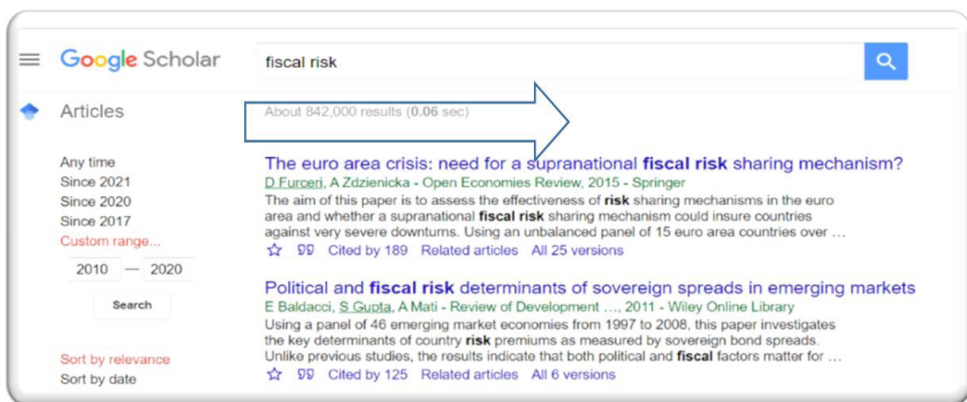 Google Scholar
fiscal risk
Articles
About 842,000 results (0.06 sec)
Any time
Since 2021
Since 2020
Since 2017
Custom range...
2010 — 2020
Search
Sort by relevance
Sort by date
The euro area crisis: need for a supranational fiscal risk sharing mechanism?
D Furceri, A Zdzienicka - Open Economies Review, 2015 - Springer
The aim of this paper is to assess the effectiveness of risk sharing mechanisms in the euro
area and whether a supranational fiscal risk sharing mechanism could insure countries
against very severe downturns. Using an unbalanced panel of 15 euro area countries over ...
Cited by 189 Related articles All 25 versions
Political and fiscal risk determinants of sovereign spreads in emerging markets
E Baldacci, S Gupta, A Mati - Review of Development ..., 2011 - Wiley Online Library
Using a panel of 46 emerging market economies from 1997 to 2008, this paper investigates
the key determinants of country risk premiums as measured by sovereign bond spreads.
Unlike previous studies, the results indicate that both political and fiscal factors matter for ...
Cited by 125 Related articles All 6 versions